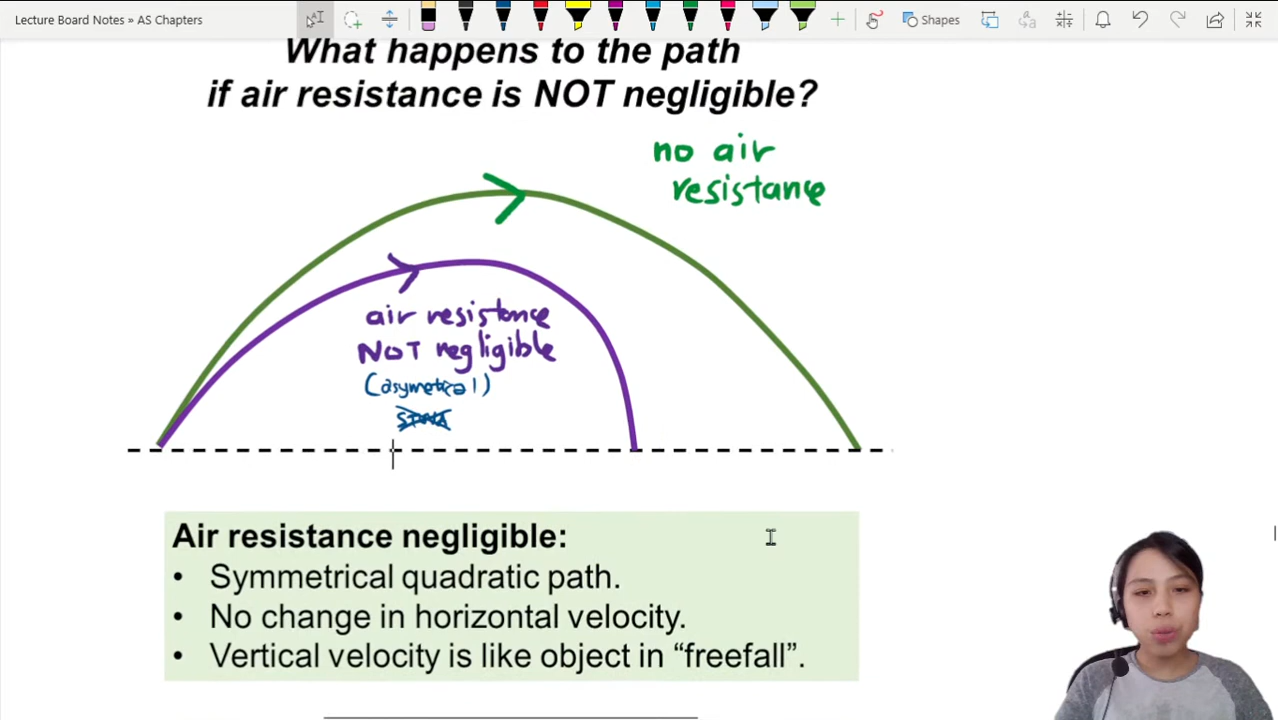 Lecture Board Notes » AS Chapters
Shapes
What happens to the path
if air resistance is NOT negligible?
no air
resistance
air resistance
NOT negligible
(asymetrical)
Air resistance negligible:
• Symmetrical quadratic path.
• No change in horizontal velocity.
• Vertical velocity is like object in “freefall”.